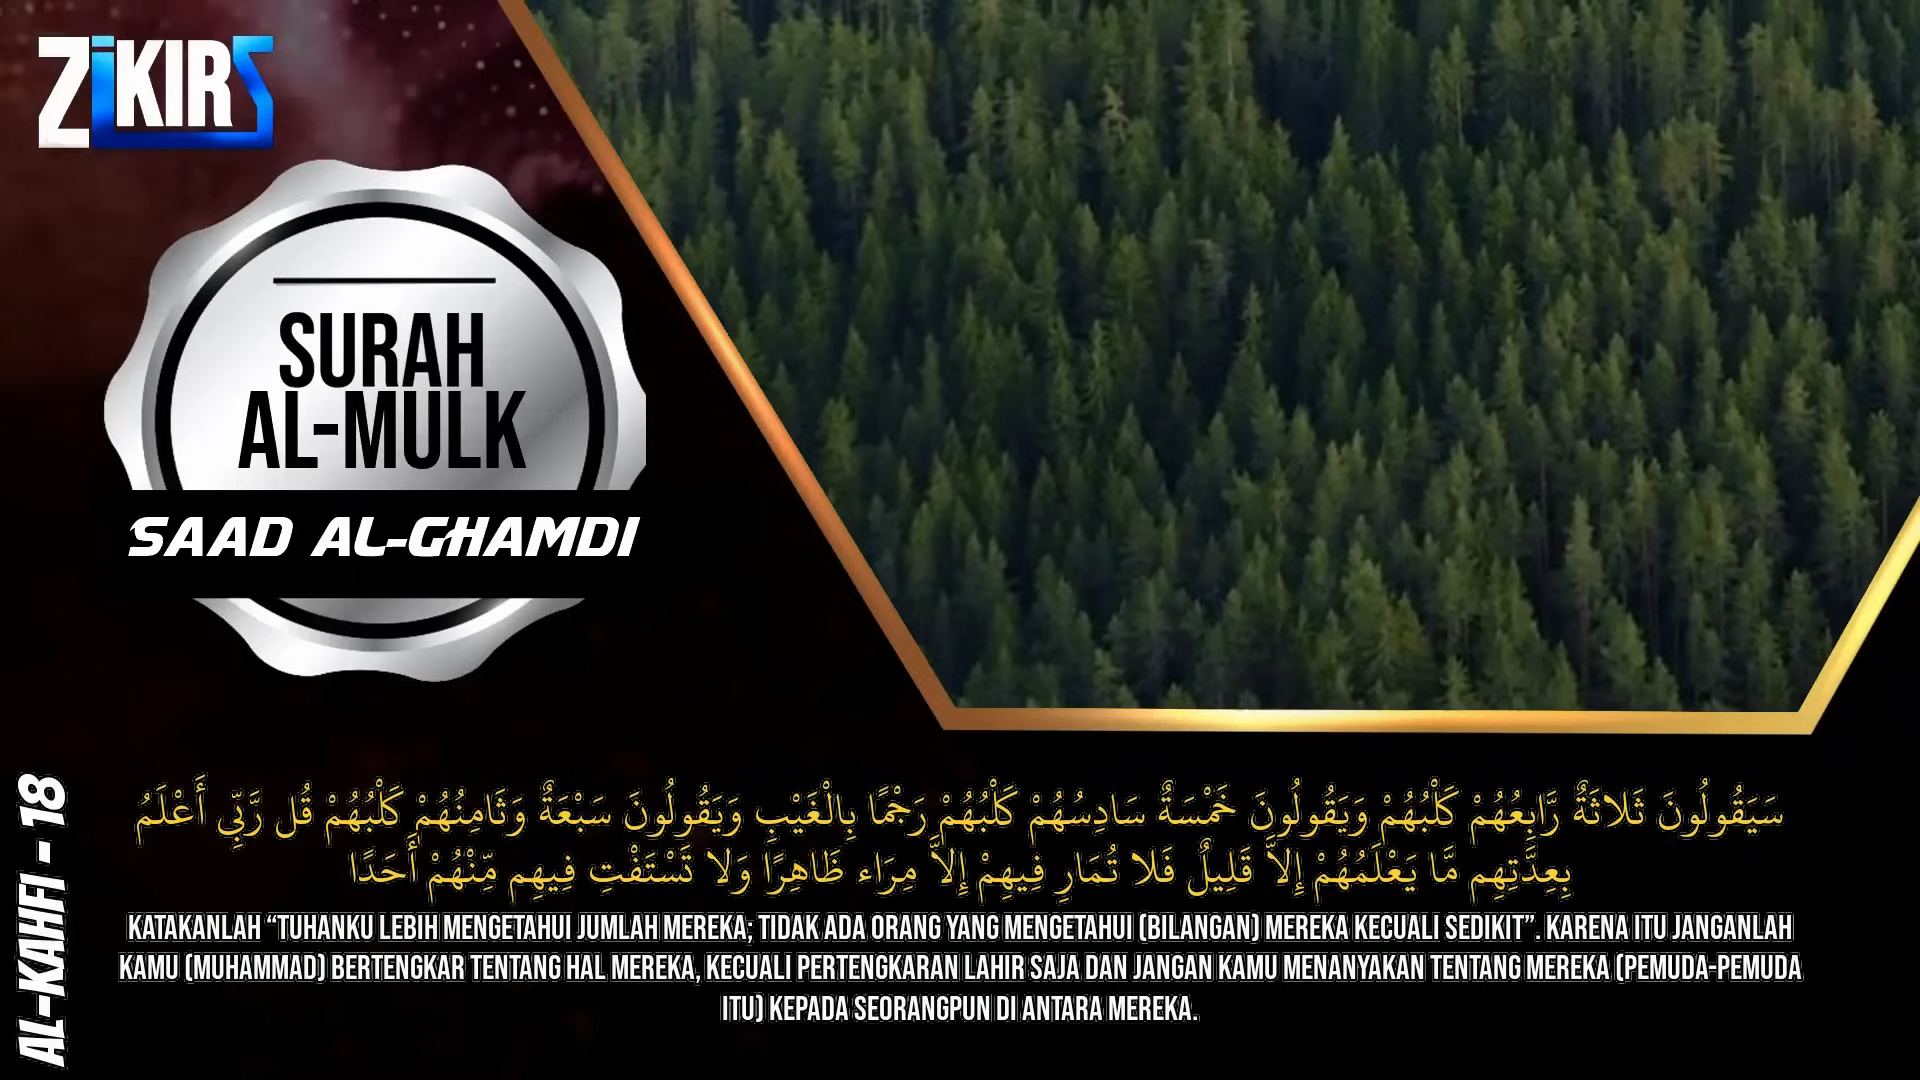 ZIKIRS
SURAH
AL-MULK
SAAD AL-GHAMDI
AL-KAHFI - 18
سَيَقُولُونَ ثَلاثَةٌ رَّابِعُهُمْ كَلْبُهُمْ وَيَقُولُونَ خَمْسَةٌ سَادِسُهُمْ كَلْبُهُمْ رَجْمًا بِالْغَيْبِ وَيَقُولُونَ سَبْعَةٌ وَثَامِنُهُمْ كَلْبُهُمْ قُل رَّبِّي أَعْلَمُ
بِعِدَّتِهِم مَّا يَعْلَمُهُمْ إِلاَّ قَلِيلٌ فَلا تُمَارِ فِيهِمْ إِلاَّ مِرَاء ظَاهِرًا وَلا تَسْتَفْتِ فِيهِم مِّنْهُمْ أَحَدًا
KATAKANLAH “TUHANKU LEBIH MENGETAHUI JUMLAH MEREKA; TIDAK ADA ORANG YANG MENGETAHUI (BILANGAN) MEREKA KECUALI SEDIKIT”. KARENA ITU JANGANLAH
KAMU (MUHAMMAD) BERTENGKAR TENTANG HAL MEREKA, KECUALI PERTENGKARAN LAHIR SAJA DAN JANGAN KAMU MENANYAKAN TENTANG MEREKA (PEMUDA-PEMUDA
ITU) KEPADA SEORANGPUN DI ANTARA MEREKA.